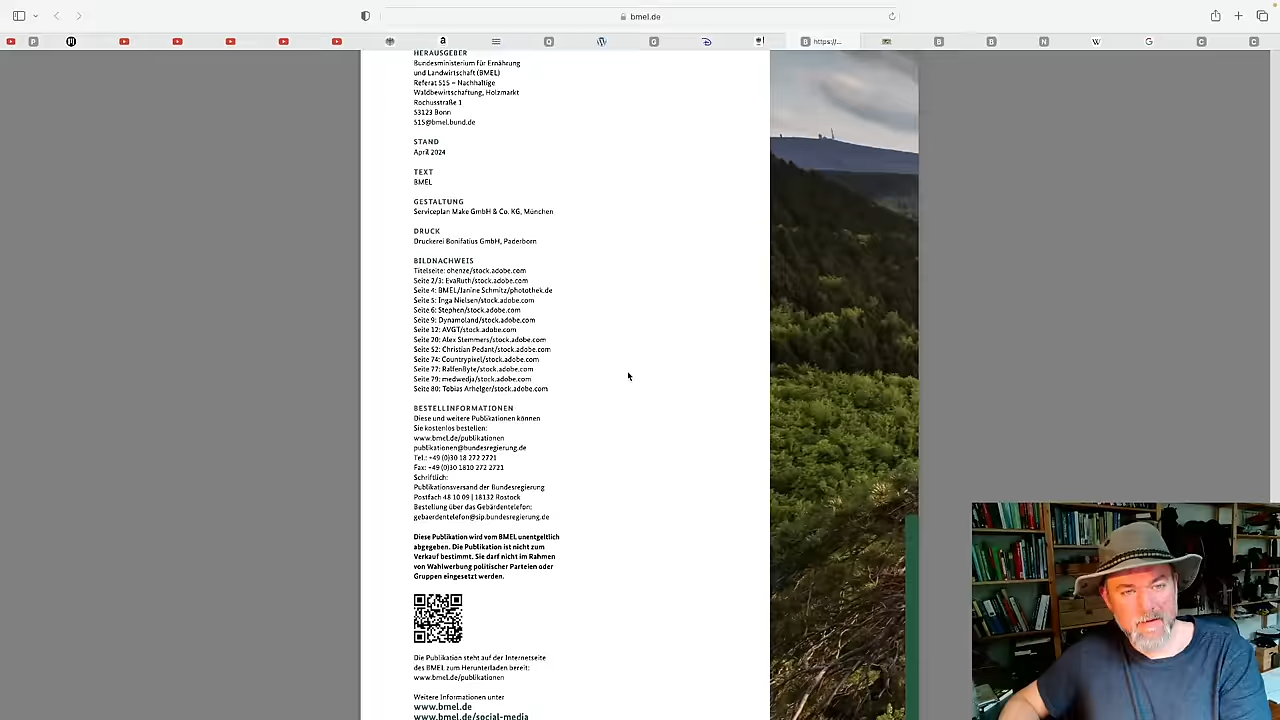 bmel.de
https://...
HERAUSGEBER
Bundesministerium für Ernährung
und Landwirtschaft (BMEL)
Referat 515 – Nachhaltige
Waldbewirtschaftung, Holzmarkt
Rochusstraße 1
53123 Bonn
515@bmel.bund.de
STAND
April 2024
TEXT
BMEL
GESTALTUNG
Serviceplan Make GmbH & Co. KG, München
DRUCK
Druckerei Bonifatius GmbH, Paderborn
BILDNACHWEIS
Titelseite: ohenze/stock.adobe.com
Seite 2/3: EvaRuth/stock.adobe.com
Seite 4: BMEL/Janine Schmitz/photothek.de
Seite 5: Inga Nielsen/stock.adobe.com
Seite 6: Stephen/stock.adobe.com
Seite 9: Dynamoland/stock.adobe.com
Seite 12: AVGT/stock.adobe.com
Seite 20: Alex Stemmers/stock.adobe.com
Seite 52: Christian Pedant/stock.adobe.com
Seite 74: Countrypixel/stock.adobe.com
Seite 77: RalfenByte/stock.adobe.com
Seite 79: medwedja/stock.adobe.com
Seite 80: Tobias Arhelger/stock.adobe.com
BESTELLINFORMATIONEN
Diese und weitere Publikationen können
Sie kostenlos bestellen:
www.bmel.de/publikationen
publikationen@bundesregierung.de
Tel.: +49 (0)30 18 272 2721
Fax: +49 (0)30 1810 272 2721
Schriftlich:
Publikationsversand der Bundesregierung
Postfach 48 10 09 | 18132 Rostock
Bestellung über das Gebärdentelefon:
gebaerdentelefon@sip.bundesregierung.de
Diese Publikation wird vom BMEL unentgeltlich
abgegeben. Die Publikation ist nicht zum
Verkauf bestimmt. Sie darf nicht im Rahmen
von Wahlwerbung politischer Parteien oder
Gruppen eingesetzt werden.
Die Publikation steht auf der Internetseite
des BMEL zum Herunterladen bereit:
www.bmel.de/publikationen
Weitere Informationen unter
www.bmel.de
www.bmel.de/social-media